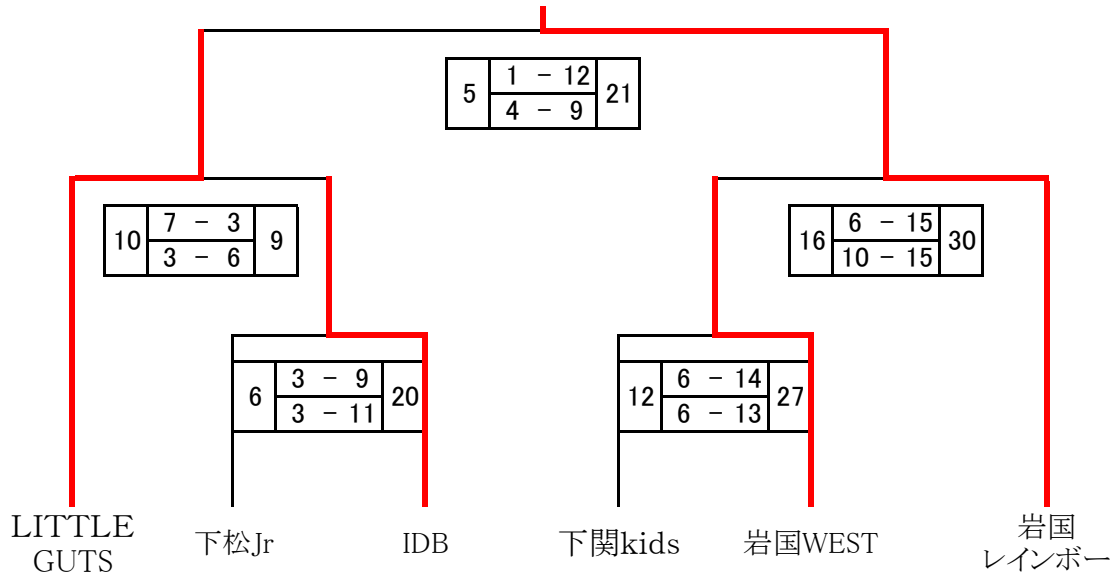 5 1 - 12 21
4 - 9
10 7 - 3 9
3 - 6
16 6 - 15 30
10 - 15
6 3 - 9 20
3 - 11
12 6 - 14 27
6 - 13
LITTLE
GUTS
下松Jr
IDB
下関kids
岩国WEST
岩国
レインボー